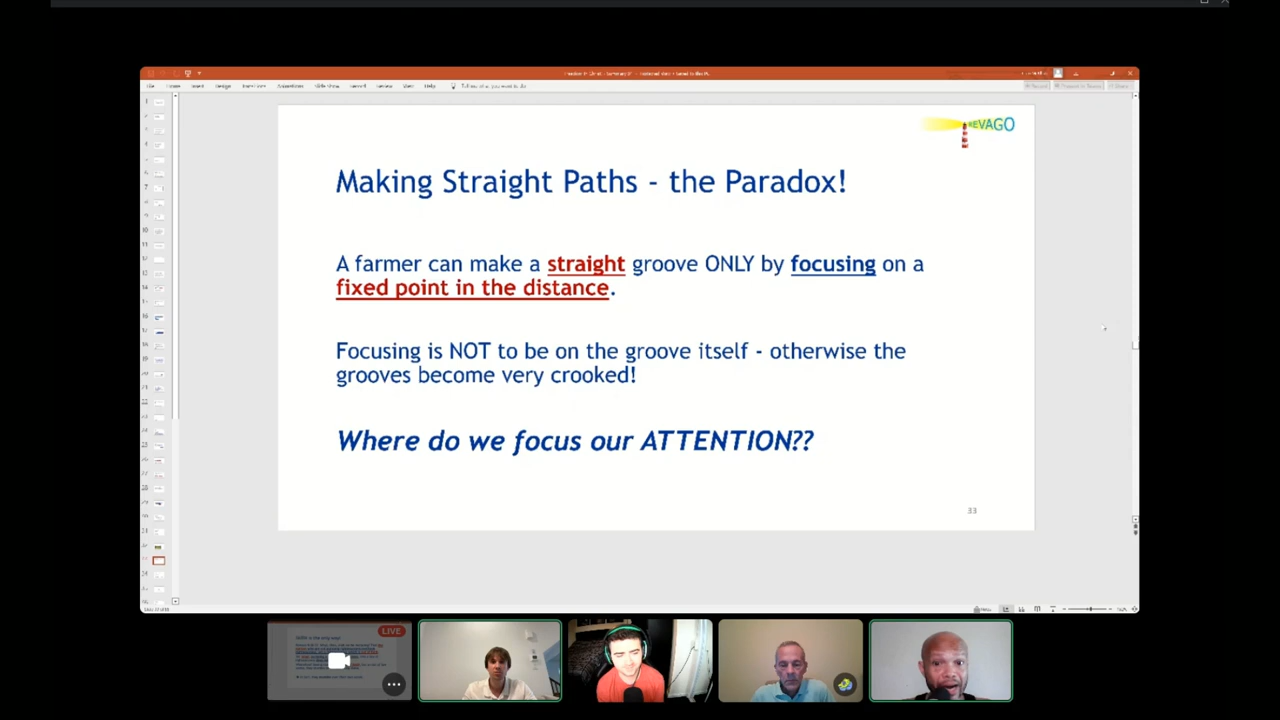 KEVAGO
Making Straight Paths - the Paradox!
A farmer can make a straight groove ONLY by focusing on a
fixed point in the distance.
Focusing is NOT to be on the groove itself - otherwise the
grooves become very crooked!
Where do we focus our ATTENTION??
33
LIVE